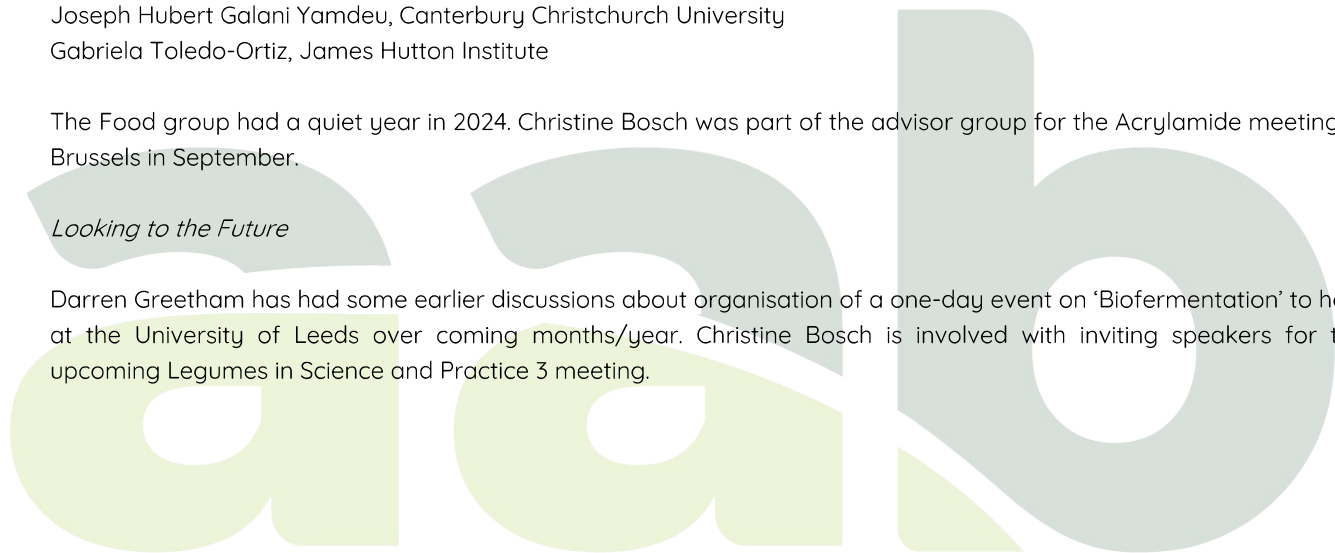 Joseph Hubert Galani Yamdeu, Canterbury Christchurch University
Gabriela Toledo-Ortiz, James Hutton Institute
The Food group had a quiet year in 2024. Christine Bosch was part of the advisor group for the Acrylamide meeting
Brussels in September.
Looking to the Future
Darren Greetham has had some earlier discussions about organisation of a one-day event on ‘Biofermentation’ to
at the University of Leeds over coming months/year. Christine Bosch is involved with inviting speakers for
upcoming Legumes in Science and Practice 3 meeting.
aab